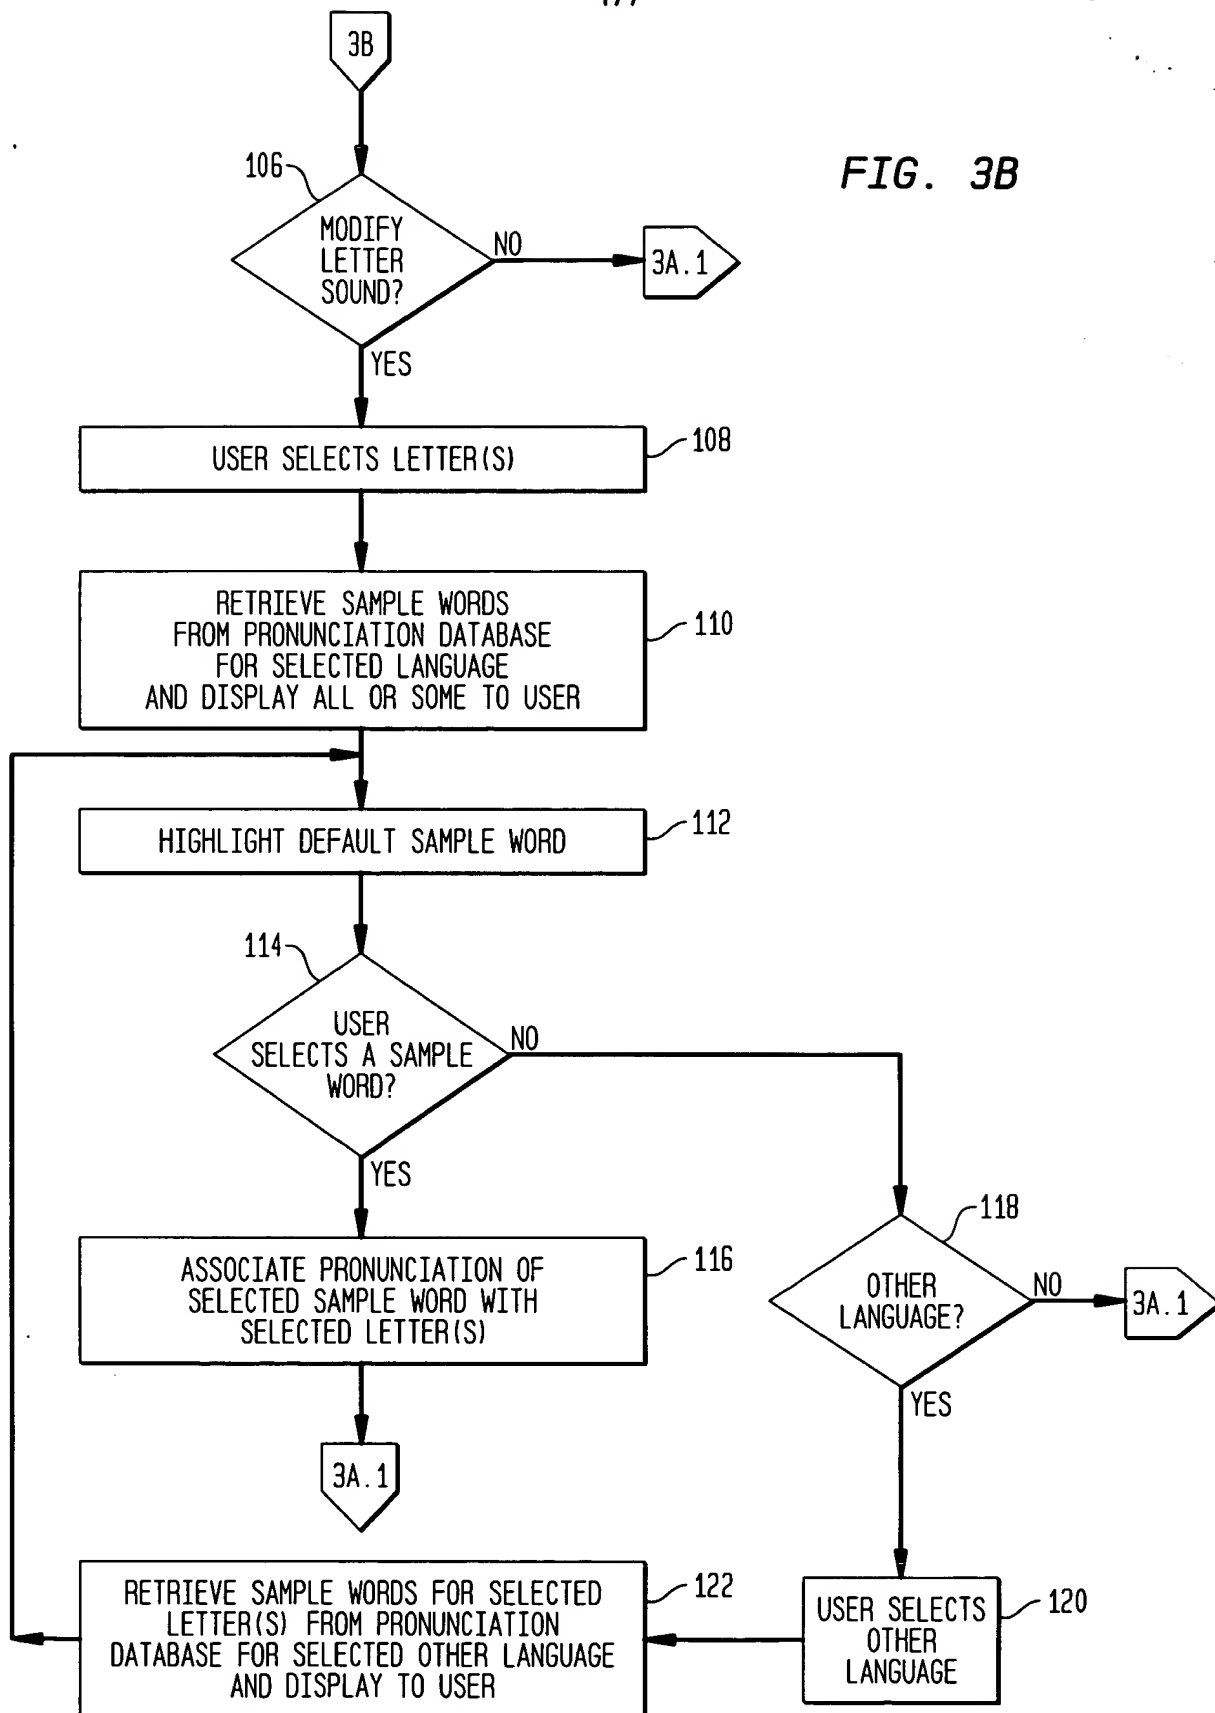 3B
FIG. 3B
106
MODIFY
LETTER
SOUND?
NO
3A.1
YES
USER SELECTS LETTER(S)
108
RETRIEVE SAMPLE WORDS
FROM PRONUNCIATION DATABASE
FOR SELECTED LANGUAGE
AND DISPLAY ALL OR SOME TO USER
110
HIGHLIGHT DEFAULT SAMPLE WORD
112
114
USER
SELECTS A SAMPLE
WORD?
NO
YES
118
OTHER
LANGUAGE?
NO
3A.1
YES
ASSOCIATE PRONUNCIATION OF
SELECTED SAMPLE WORD WITH
SELECTED LETTER(S)
116
3A.1
USER SELECTS
OTHER
LANGUAGE
120
RETRIEVE SAMPLE WORDS FOR SELECTED
LETTER(S) FROM PRONUNCIATION
DATABASE FOR SELECTED OTHER LANGUAGE
AND DISPLAY TO USER
122